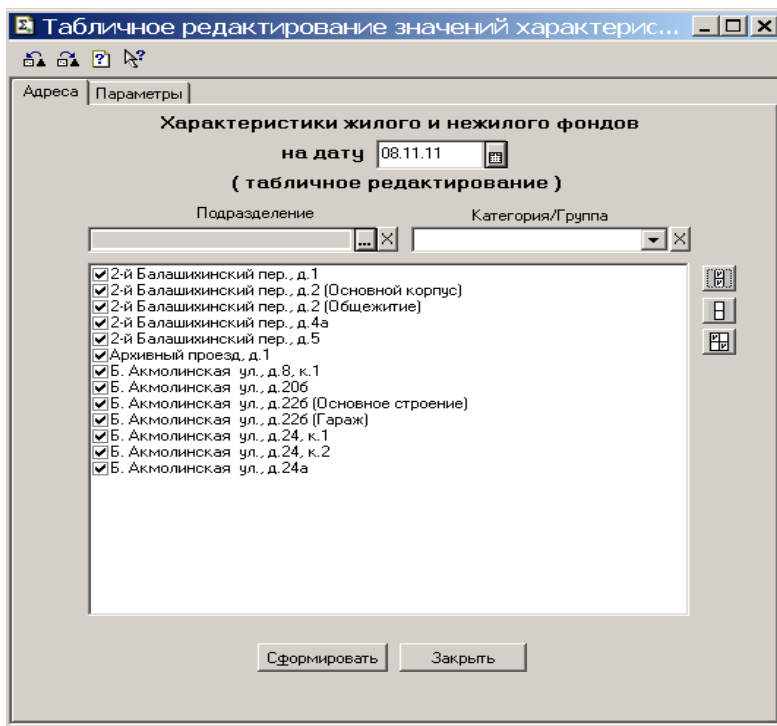 Табличное редактирование значений характерис...
Адреса Параметры
Характеристики жилого и нежилого фондов
на дату 08.11.11
( табличное редактирование )
Подразделение Категория/Группа
2-й Балашихинский пер., д.1
2-й Балашихинский пер., д.2 (Основной корпус)
2-й Балашихинский пер., д.2 (Общежитие)
2-й Балашихинский пер., д.4а
2-й Балашихинский пер., д.5
Архивный проезд, д.1
Б. Акмолинская ул., д.8, к.1
Б. Акмолинская ул., д.20б
Б. Акмолинская ул., д.22б (Основное строение)
Б. Акмолинская ул., д.22б (Гараж)
Б. Акмолинская ул., д.24, к.1
Б. Акмолинская ул., д.24, к.2
Б. Акмолинская ул., д.24а
Сформировать Закрыть